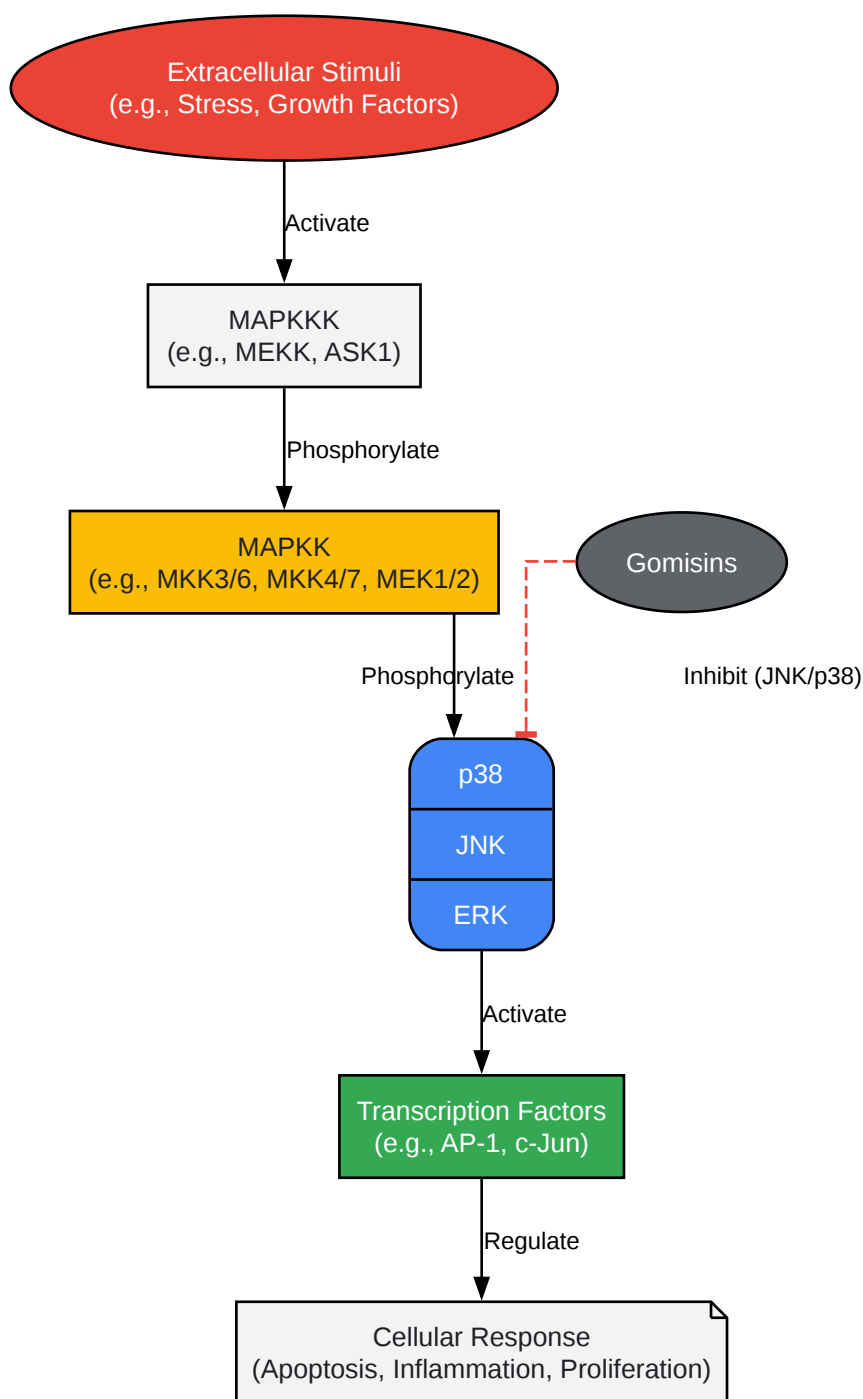 Extracellular Stimuli
(e.g., Stress, Growth Factors)
Activate
MAPKKK
(e.g., MEKK, ASK1)
Phosphorylate
MAPKK
(e.g., MKK3/6, MKK4/7, MEK1/2)
Gomisins
Phosphorylate
Inhibit (JNK/p38)
p38
JNK
ERK
Activate
Transcription Factors
(e.g., AP-1, c-Jun)
Regulate
Cellular Response
(Apoptosis, Inflammation, Proliferation)